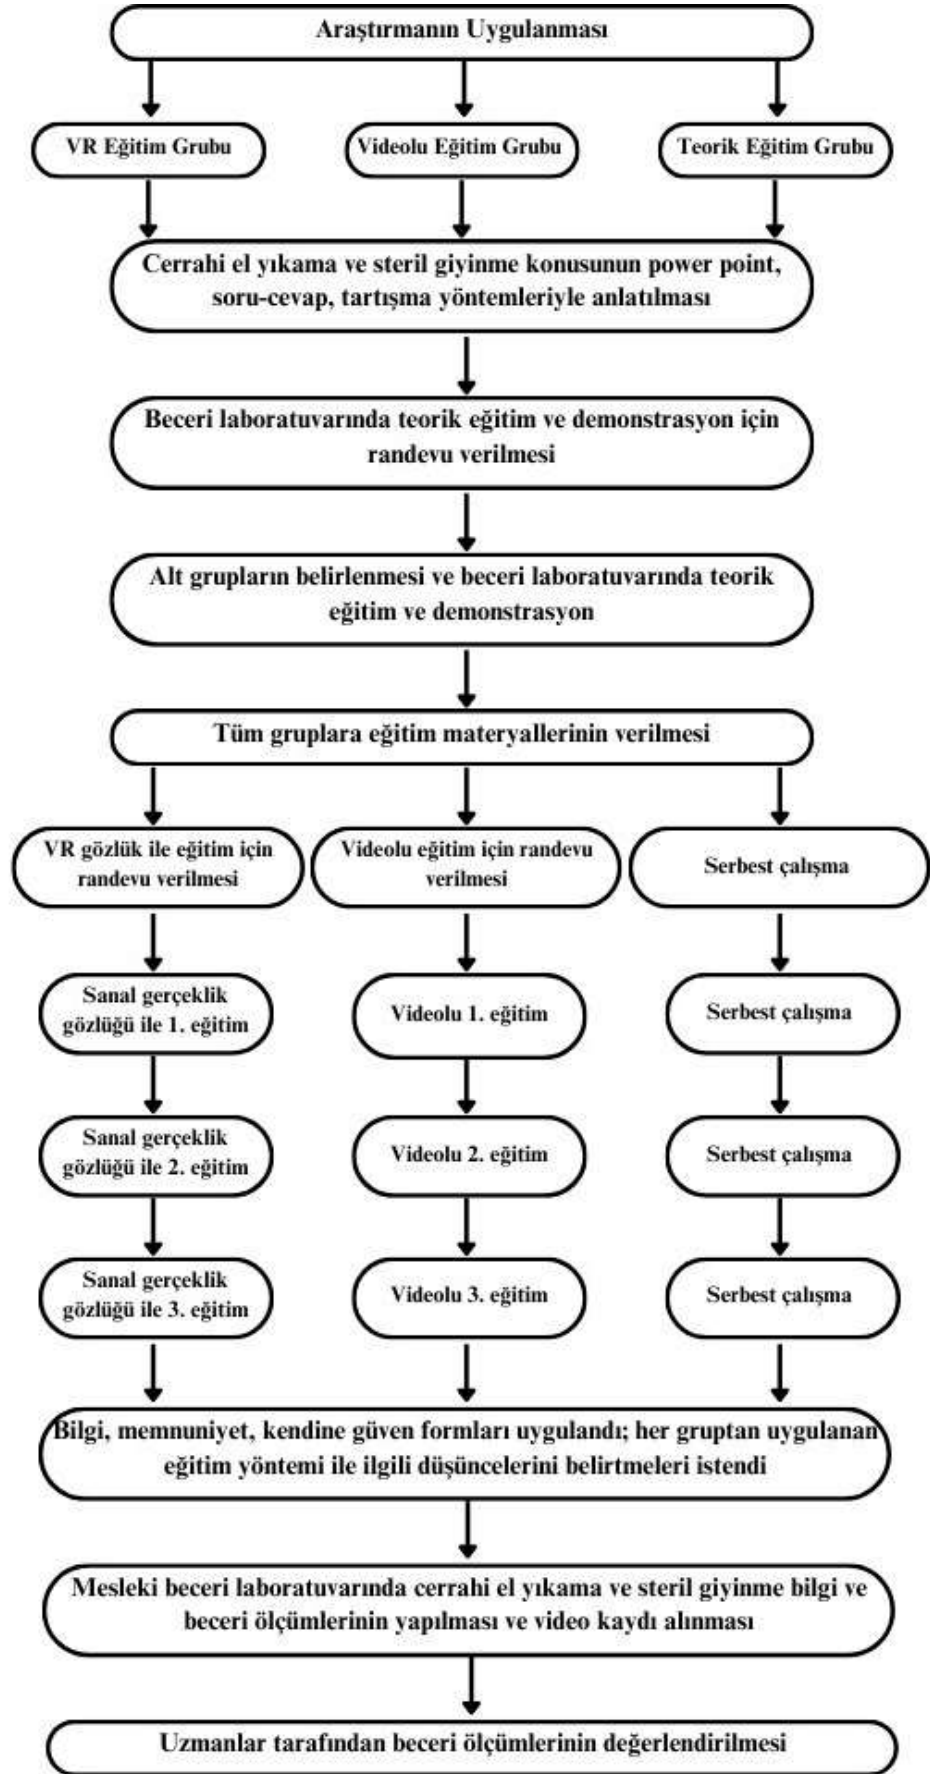 Araştırmanın Uygulanması
VR Eğitim Grubu
Videolu Eğitim Grubu
Teorik Eğitim Grubu
Cerrahi el yıkama ve steril giyinme konusunun power point,
soru-cevap, tartışma yöntemleriyle anlatılması
Beceri laboratuvarında teorik eğitim ve demonstrasyon için
randevu verilmesi
Alt grupların belirlenmesi ve beceri laboratuvarında teorik
eğitim ve demonstrasyon
Tüm gruplara eğitim materyallerinin verilmesi
VR gözlük ile eğitim için
randevu verilmesi
Videolu eğitim için randevu
verilmesi
Serbest çalışma
Sanal gerçeklik
gözlüğü ile 1. eğitim
Videolu 1. eğitim
Serbest çalışma
Sanal gerçeklik
gözlüğü ile 2. eğitim
Videolu 2. eğitim
Serbest çalışma
Sanal gerçeklik
gözlüğü ile 3. eğitim
Videolu 3. eğitim
Serbest çalışma
Bilgi, memnuniyet, kendine güven formları uygulandı; her gruptan uygulanan
eğitim yöntemi ile ilgili düşüncelerini belirtmeleri istendi
Mesleki beceri laboratuvarında cerrahi el yıkama ve steril giyinme bilgi ve
beceri ölçümlerinin yapılması ve video kaydı alınması
Uzmanlar tarafından beceri ölçümlerinin değerlendirilmesi